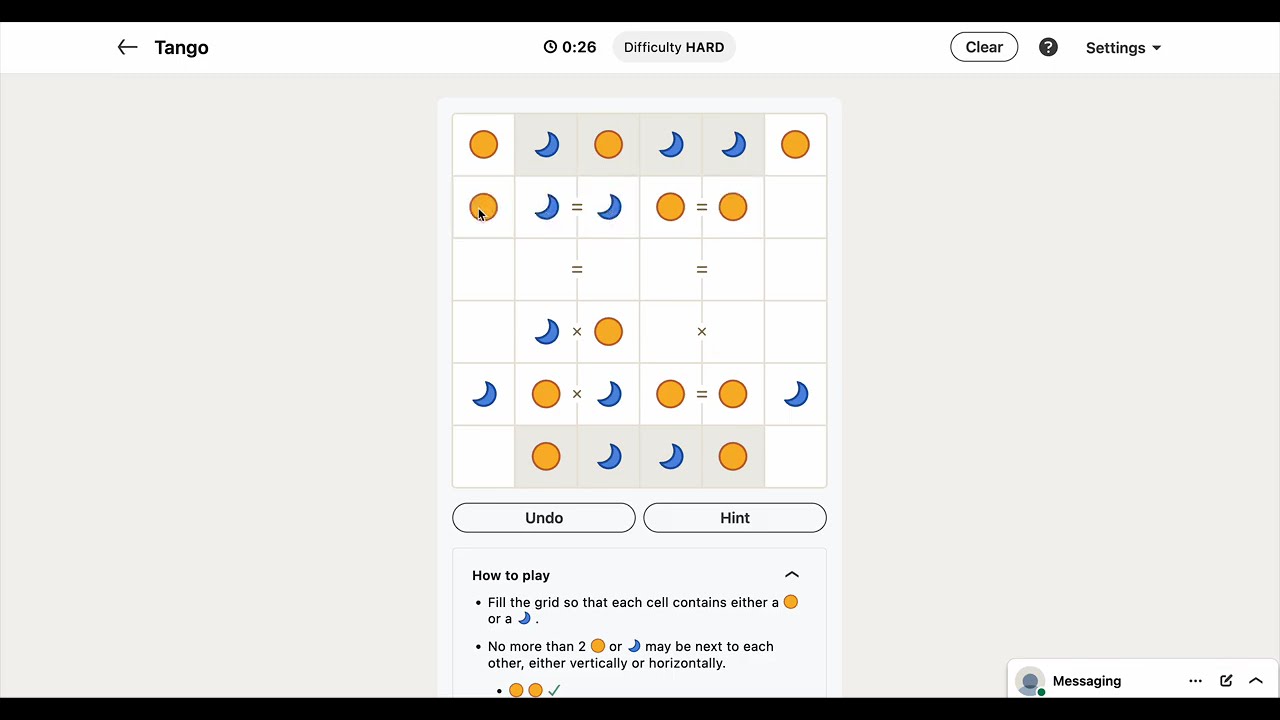 Tango
0:26
Difficulty HARD
Clear
?
Settings
= =
= =
× ×
× =
Undo
Hint
How to play
• Fill the grid so that each cell contains either a
or a .
• No more than 2 or may be next to each
other, either vertically or horizontally.
• ✓
Messaging